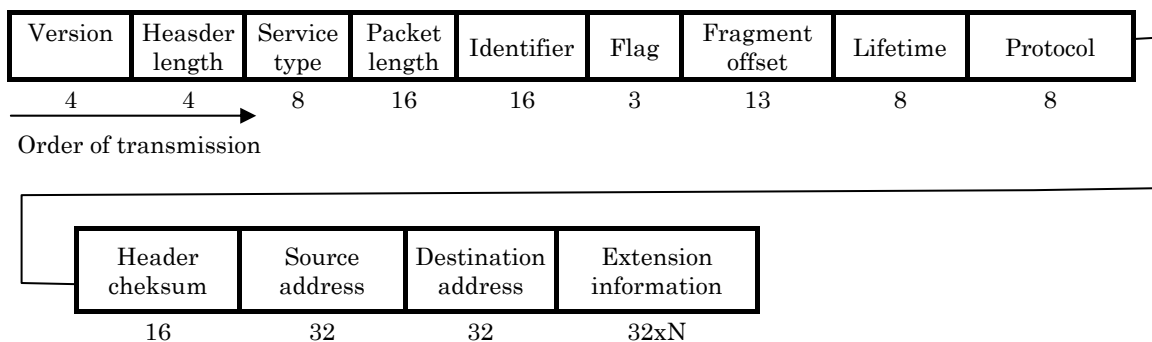 Version
Heasder
length
Service
type
Packet
length
Identifier
Flag
Fragment
offset
Lifetime
Protocol
4 4 8 16 16 3 13 8 8
Order of transmission
Header
cheksum
Source
address
Destination
address
Extension
information
16 32 32 32xN